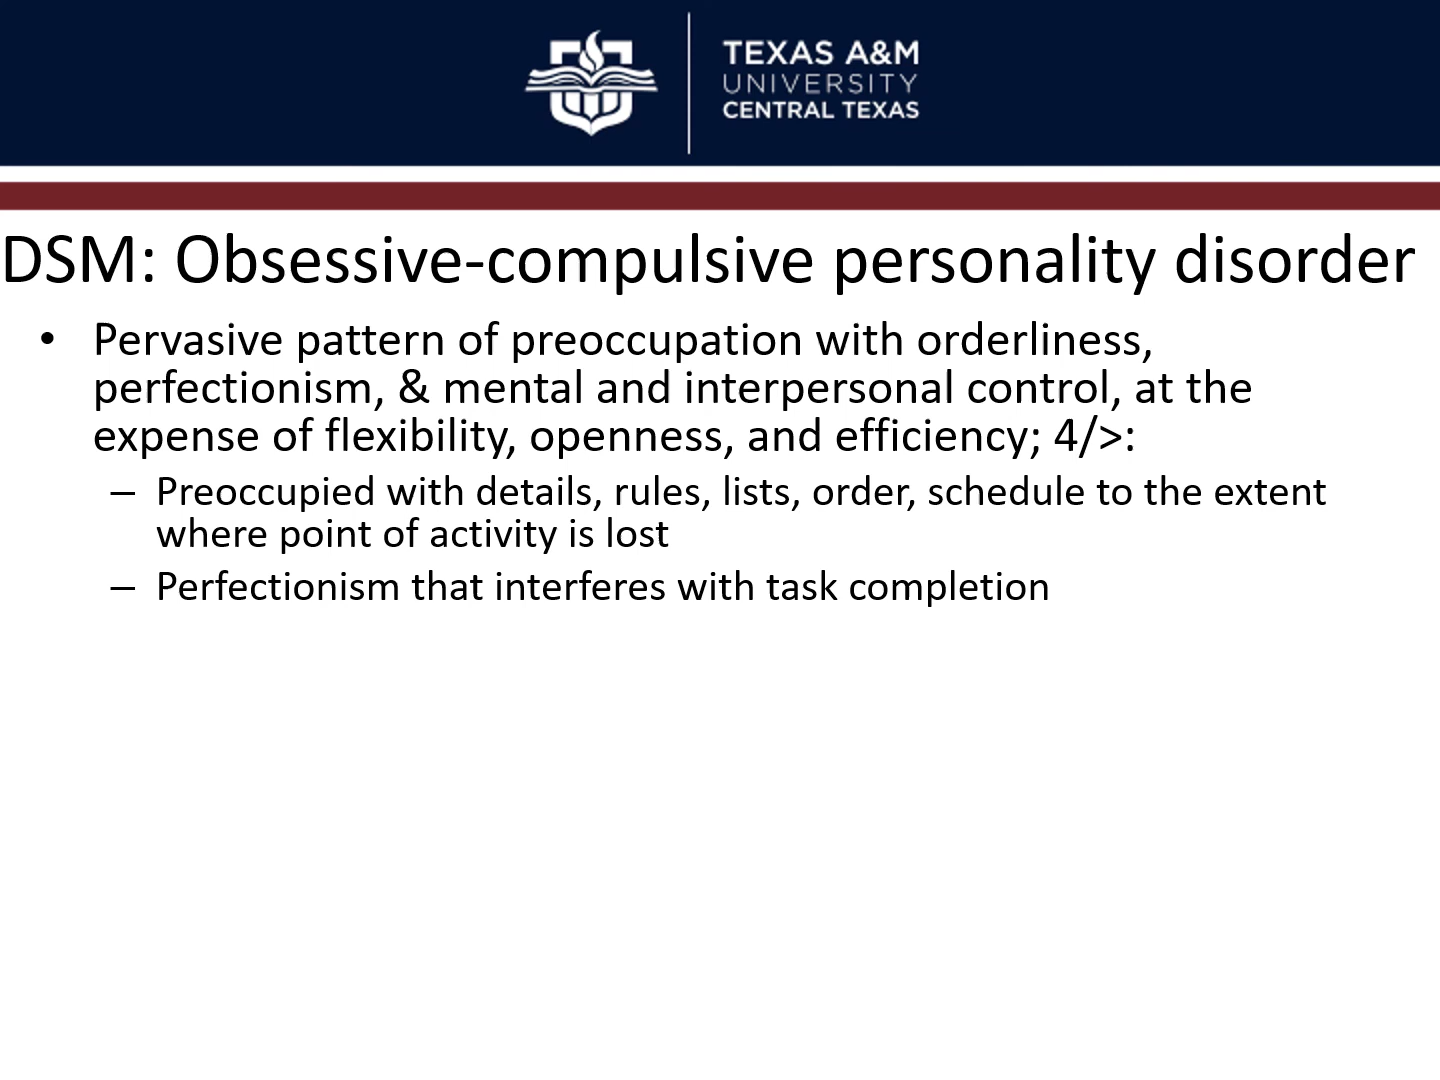 TEXAS A&M
UNIVERSITY
CENTRAL TEXAS
DSM: Obsessive-compulsive personality disorder
• Pervasive pattern of preoccupation with orderliness,
perfectionism, & mental and interpersonal control, at the
expense of flexibility, openness, and efficiency; 4/>:
– Preoccupied with details, rules, lists, order, schedule to the extent
where point of activity is lost
– Perfectionism that interferes with task completion